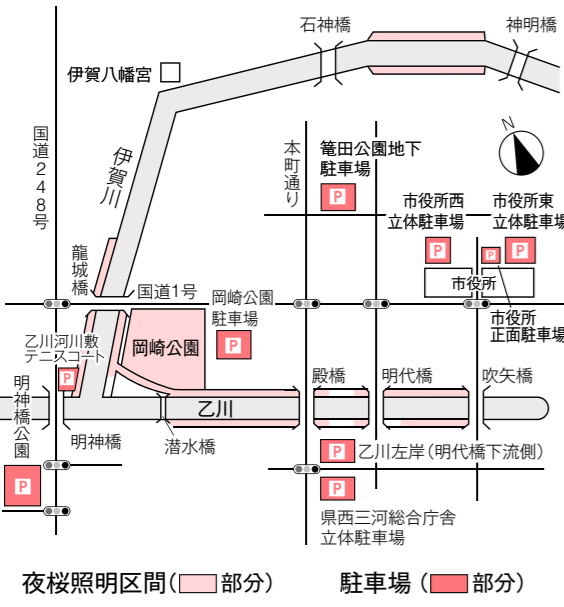 石神橋
神明橋
伊賀八幡宮
国道248号
伊賀川
本町通り
篭田公園地下
駐車場
N
P
市役所西
立体駐車場
市役所東
立体駐車場
P
P
P
龍城橋
国道1号
市役所
岡崎公園
駐車場
P
市役所
正面駐車場
乙川河川敷
テニスコート
P
岡崎公園
殿橋
明代橋
吹矢橋
明神橋公園
乙川
明神橋
潜水橋
P
P
乙川左岸(明代橋下流側)
P
県西三河総合庁舎
立体駐車場
夜桜照明区間(部分)
駐車場(部分)